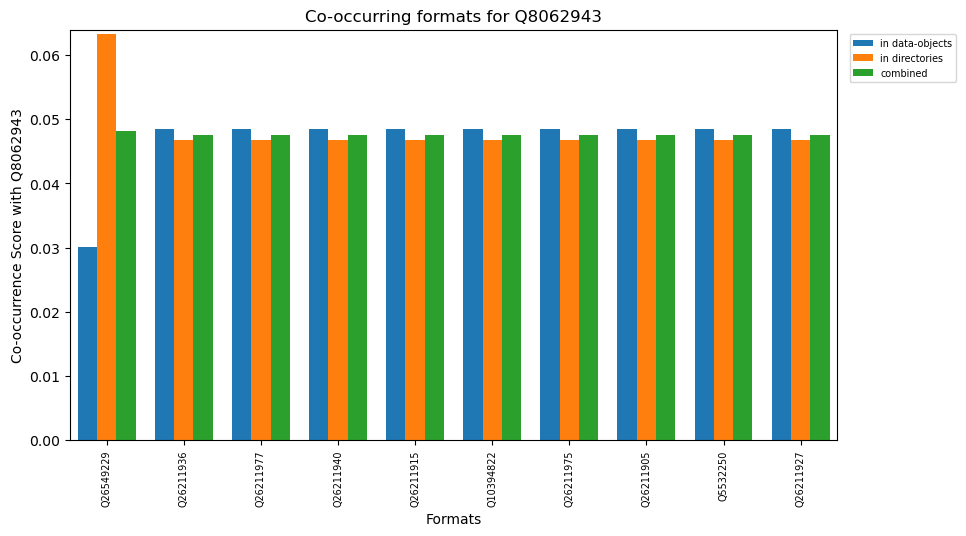 Co-occurring formats for Q8062943
in data-objects
in directories
combined
Co-occurrence Score with Q8062943
0.06
0.05
0.04
0.03
0.02
0.01
0.00
Q26549229
Q26211936
Q26211977
Q26211940
Q26211915
Q10394822
Q26211975
Q26211905
Q5532250
Q26211927
Formats